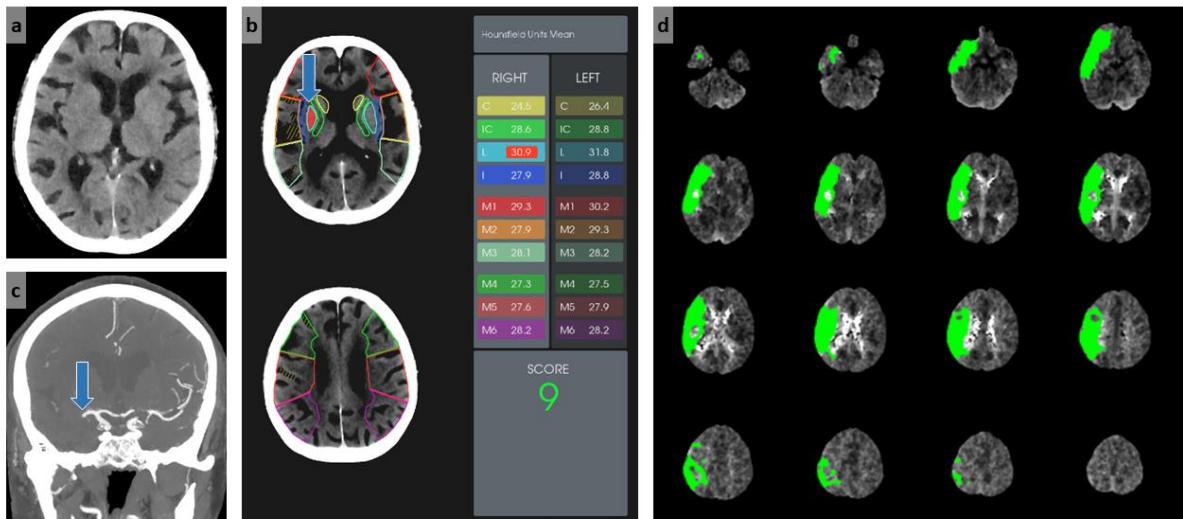 a
b
Hounsfield Units Mean
RIGHT LEFT
C 24.5 C 26.4
IC 28.6 IC 28.8
L 30.9 L 31.8
I 27.9 I 28.8
M1 29.3 M1 30.2
M2 27.9 M2 29.3
M3 28.1 M3 28.2
M4 27.3 M4 27.5
M5 27.6 M5 27.9
M6 28.2 M6 28.2
SCORE
9
c
d